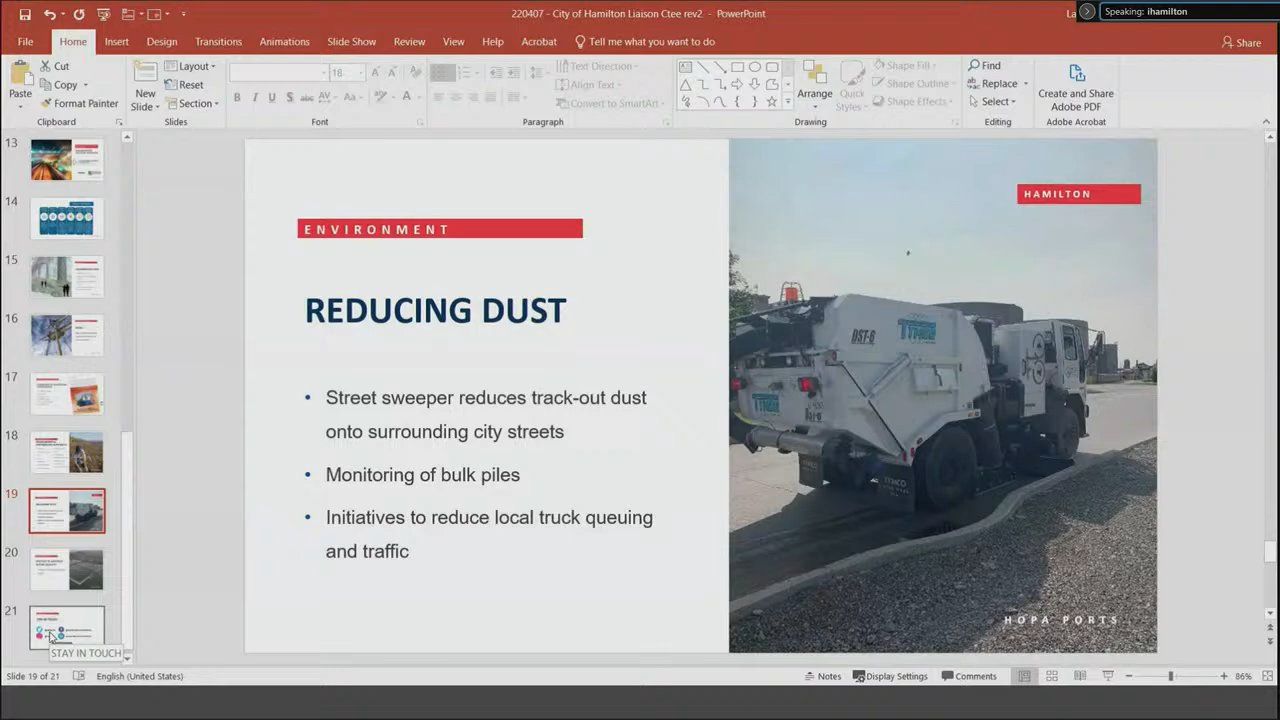 220407 - City of Hamilton Liaison Ctee rev2 - PowerPoint
La
Speaking: ihamilton
File Home Insert Design Transitions Animations Slide Show Review View Help Acrobat Tell me what you want to do Share
Paste
Cut
Copy
Format Painter
Clipboard
New Slide
Layout
Reset
Section
Slides
18
Font
Text Direction
Align Text
Convert to SmartArt
Paragraph
Arrange
Quick Styles
Shape Fill
Shape Outline
Shape Effects
Drawing
Find
Replace
Select
Editing
Create and Share Adobe PDF
Adobe Acrobat
13
14
15
16
17
18
19
20
21
STAY IN TOUCH
ENVIRONMENT
REDUCING DUST
• Street sweeper reduces track-out dust
onto surrounding city streets
• Monitoring of bulk piles
• Initiatives to reduce local truck queuing
and traffic
HAMILTON
DST-6
TYMCO
HOPA PORTS
Slide 19 of 21 English (United States) Notes Display Settings Comments 86%